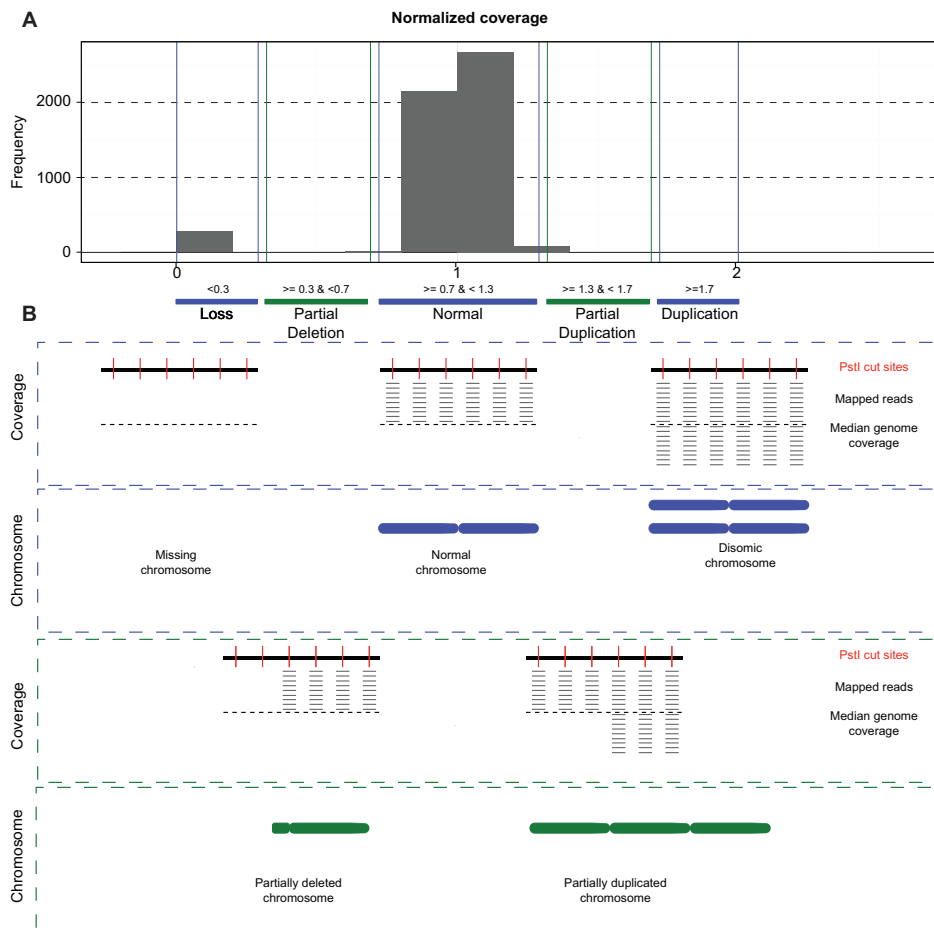 A
Normalized coverage
Frequency
2000
1000
0
0
1
2
<0.3
>= 0.3 & <0.7
>= 0.7 & < 1.3
>= 1.3 & < 1.7
>=1.7
Loss
Partial
Deletion
Normal
Partial
Duplication
Duplication
B
Coverage
PstI cut sites
Mapped reads
Median genome
coverage
Chromosome
Missing
chromosome
Normal
chromosome
Disomic
chromosome
Coverage
PstI cut sites
Mapped reads
Median genome
coverage
Chromosome
Partially deleted
chromosome
Partially duplicated
chromosome